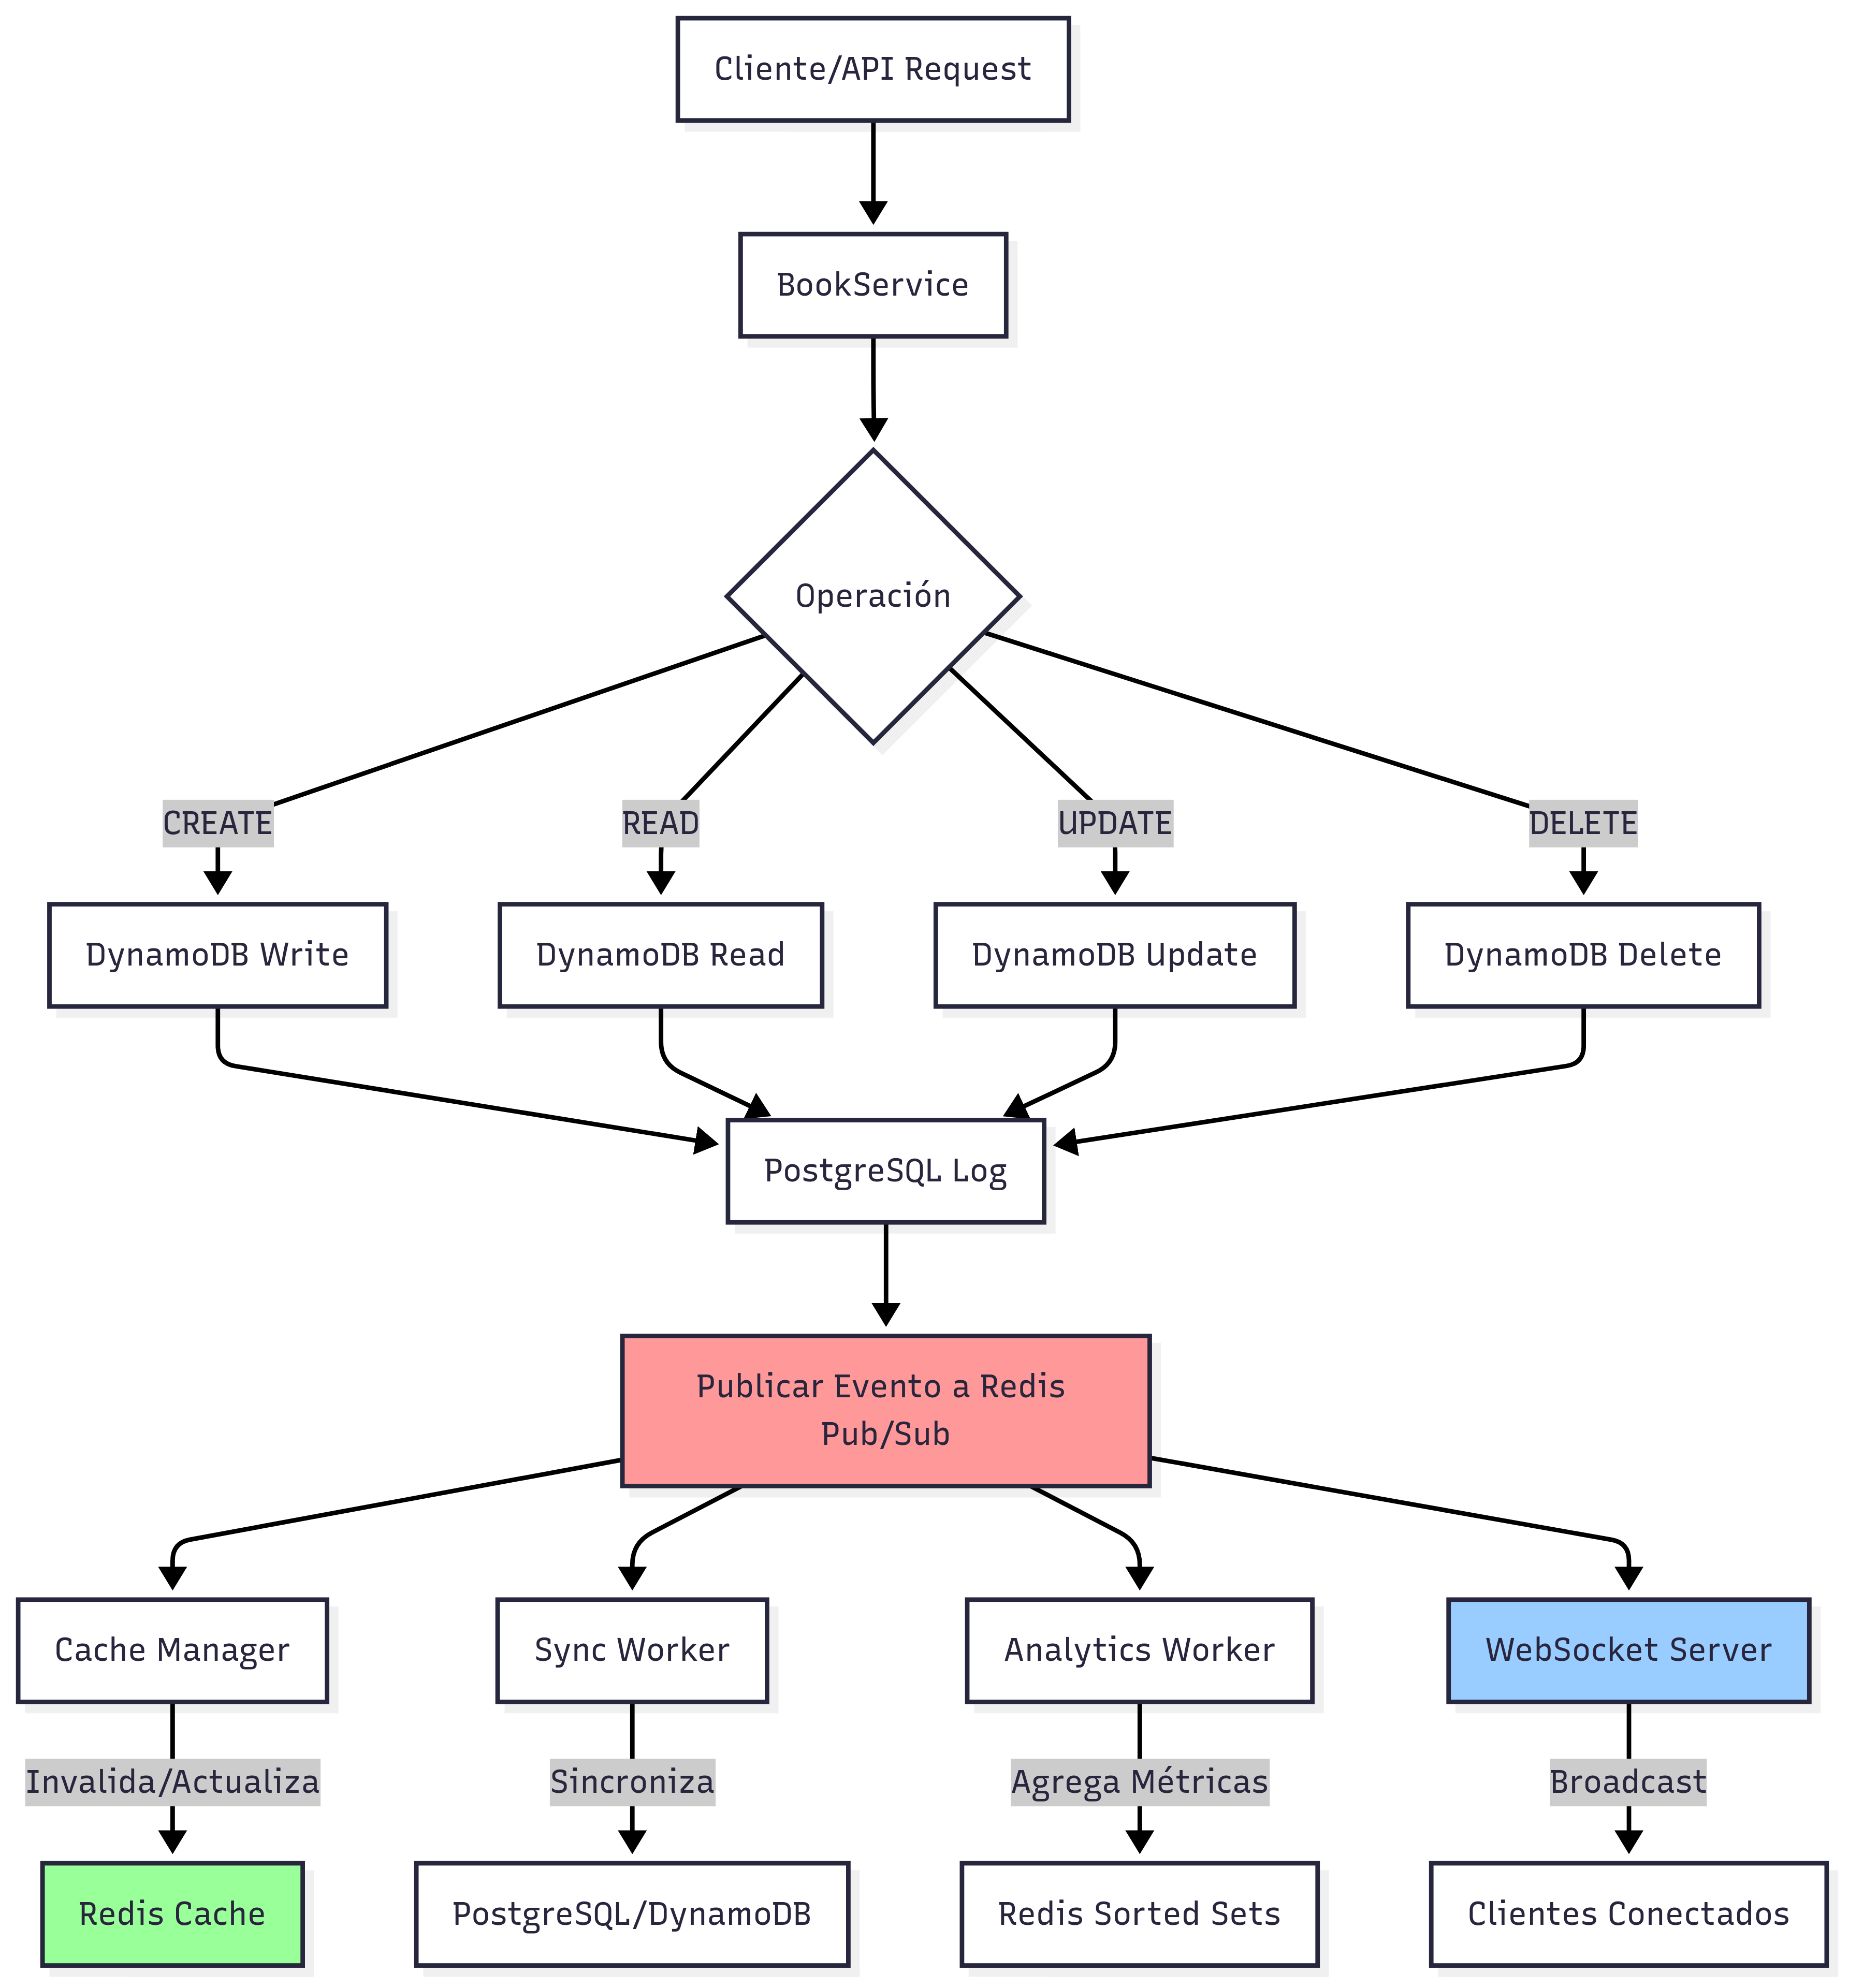 Cliente/API Request
BookService
Operación
CREATE
READ
UPDATE
DELETE
DynamoDB Write
DynamoDB Read
DynamoDB Update
DynamoDB Delete
PostgreSQL Log
Publicar Evento a Redis
Pub/Sub
Cache Manager
Sync Worker
Analytics Worker
WebSocket Server
Invalida/Actualiza
Sincroniza
Agrega Métricas
Broadcast
Redis Cache
PostgreSQL/DynamoDB
Redis Sorted Sets
Clientes Conectados